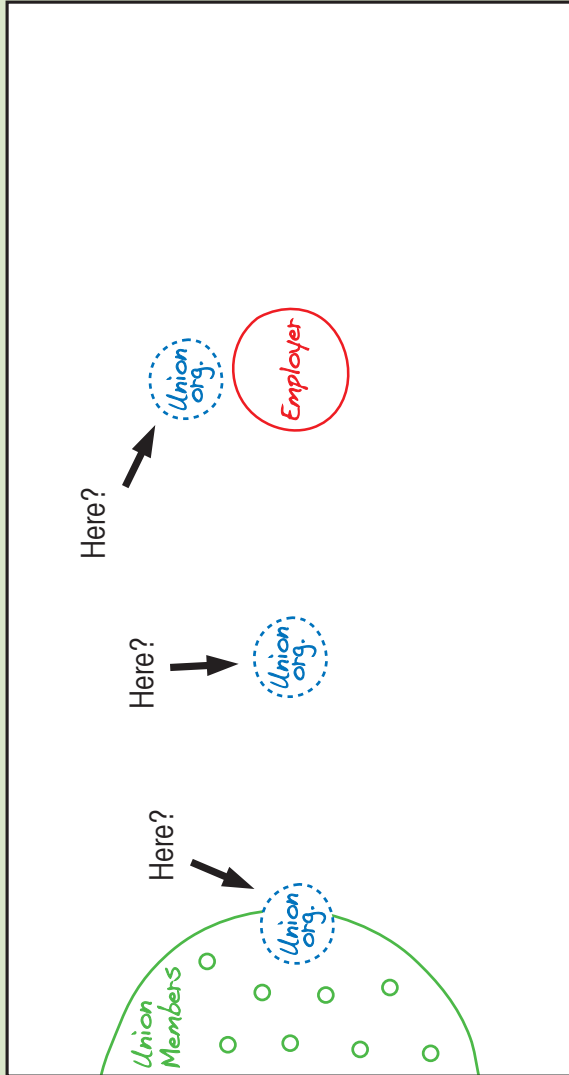 Union
Members
Here?
Union
org.
Here?
Union
org.
Here?
Union
org.
Employer